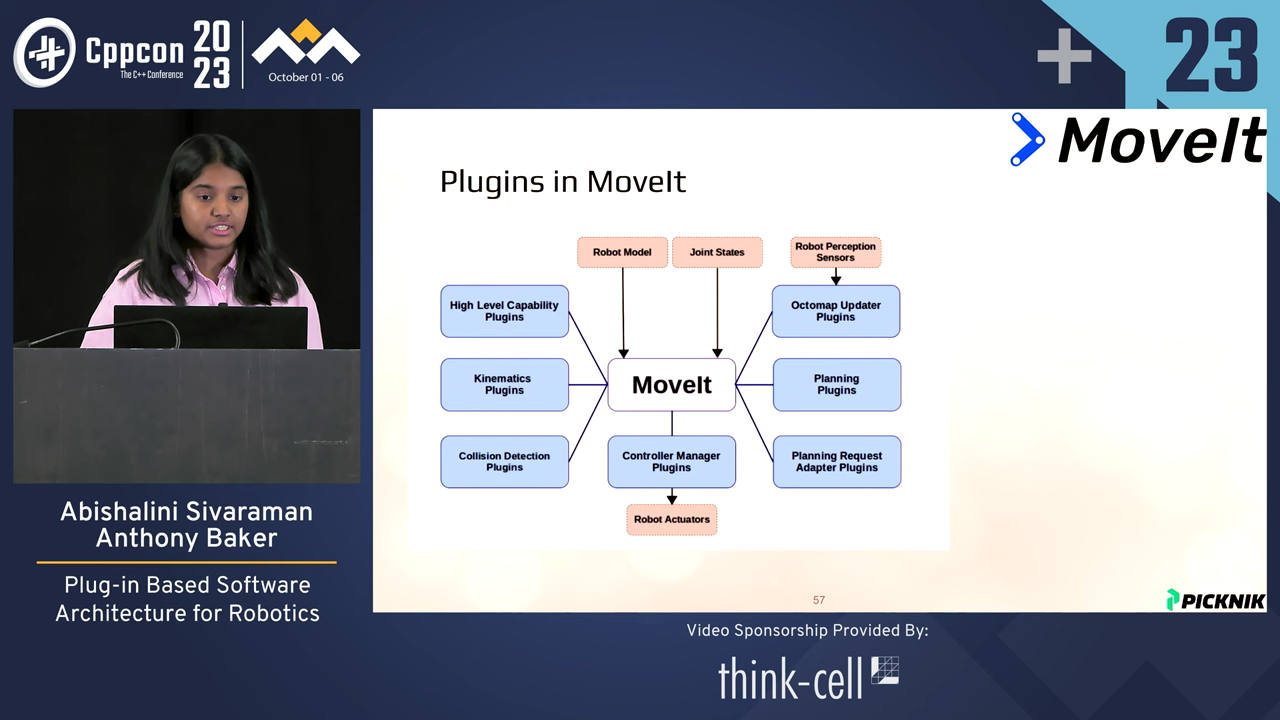 Cppcon
The C++ Conference
20
23
October 01 - 06
23
MoveIt
Plugins in MoveIt
Robot Model
Joint States
Robot Perception
Sensors
High Level Capability
Plugins
Octomap Updater
Plugins
Kinematics
Plugins
MoveIt
Planning
Plugins
Collision Detection
Plugins
Controller Manager
Plugins
Planning Request
Adapter Plugins
Robot Actuators
57
PICKNIK
Abishalini Sivaraman
Anthony Baker
Plug-in Based Software
Architecture for Robotics
Video Sponsorship Provided By:
think-cell